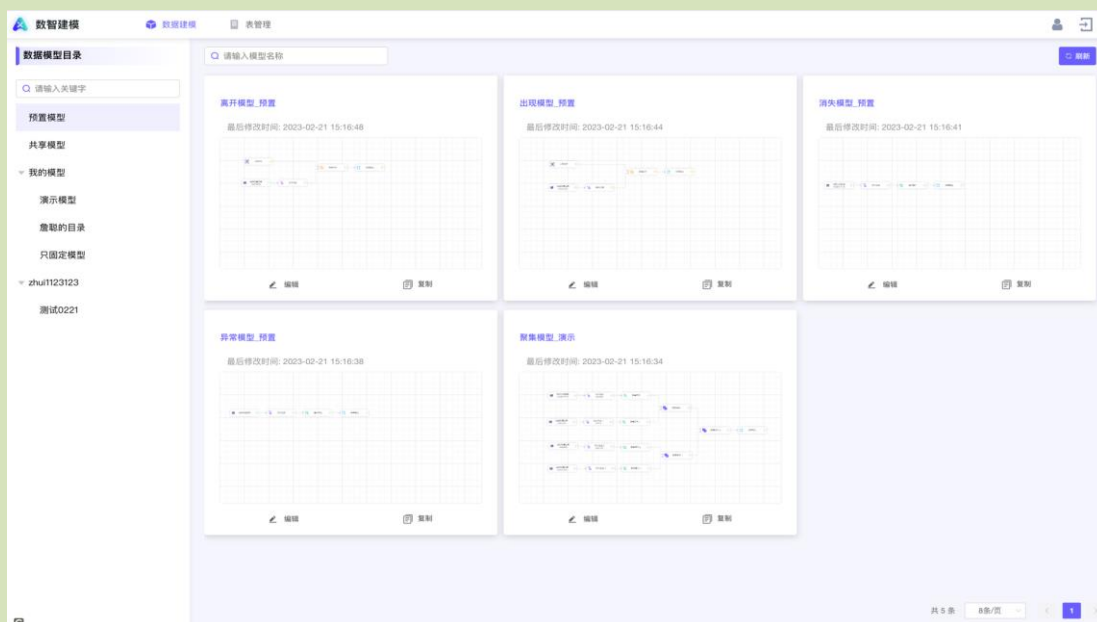 数智建模
数据建模
表管理
数据模型目录
请输入关键字
预置模型
共享模型
我的模型
演示模型
詹聪的目录
只固定模型
zhui1123123
测试0221
请输入模型名称
刷新
离开模型_预置
最后修改时间: 2023-02-21 15:16:48
编辑 复制
出现模型_预置
最后修改时间: 2023-02-21 15:16:44
编辑 复制
消失模型_预置
最后修改时间: 2023-02-21 15:16:41
编辑 复制
异常模型_预置
最后修改时间: 2023-02-21 15:16:38
编辑 复制
聚集模型_演示
最后修改时间: 2023-02-21 15:16:34
编辑 复制
共 5 条 8条/页 1